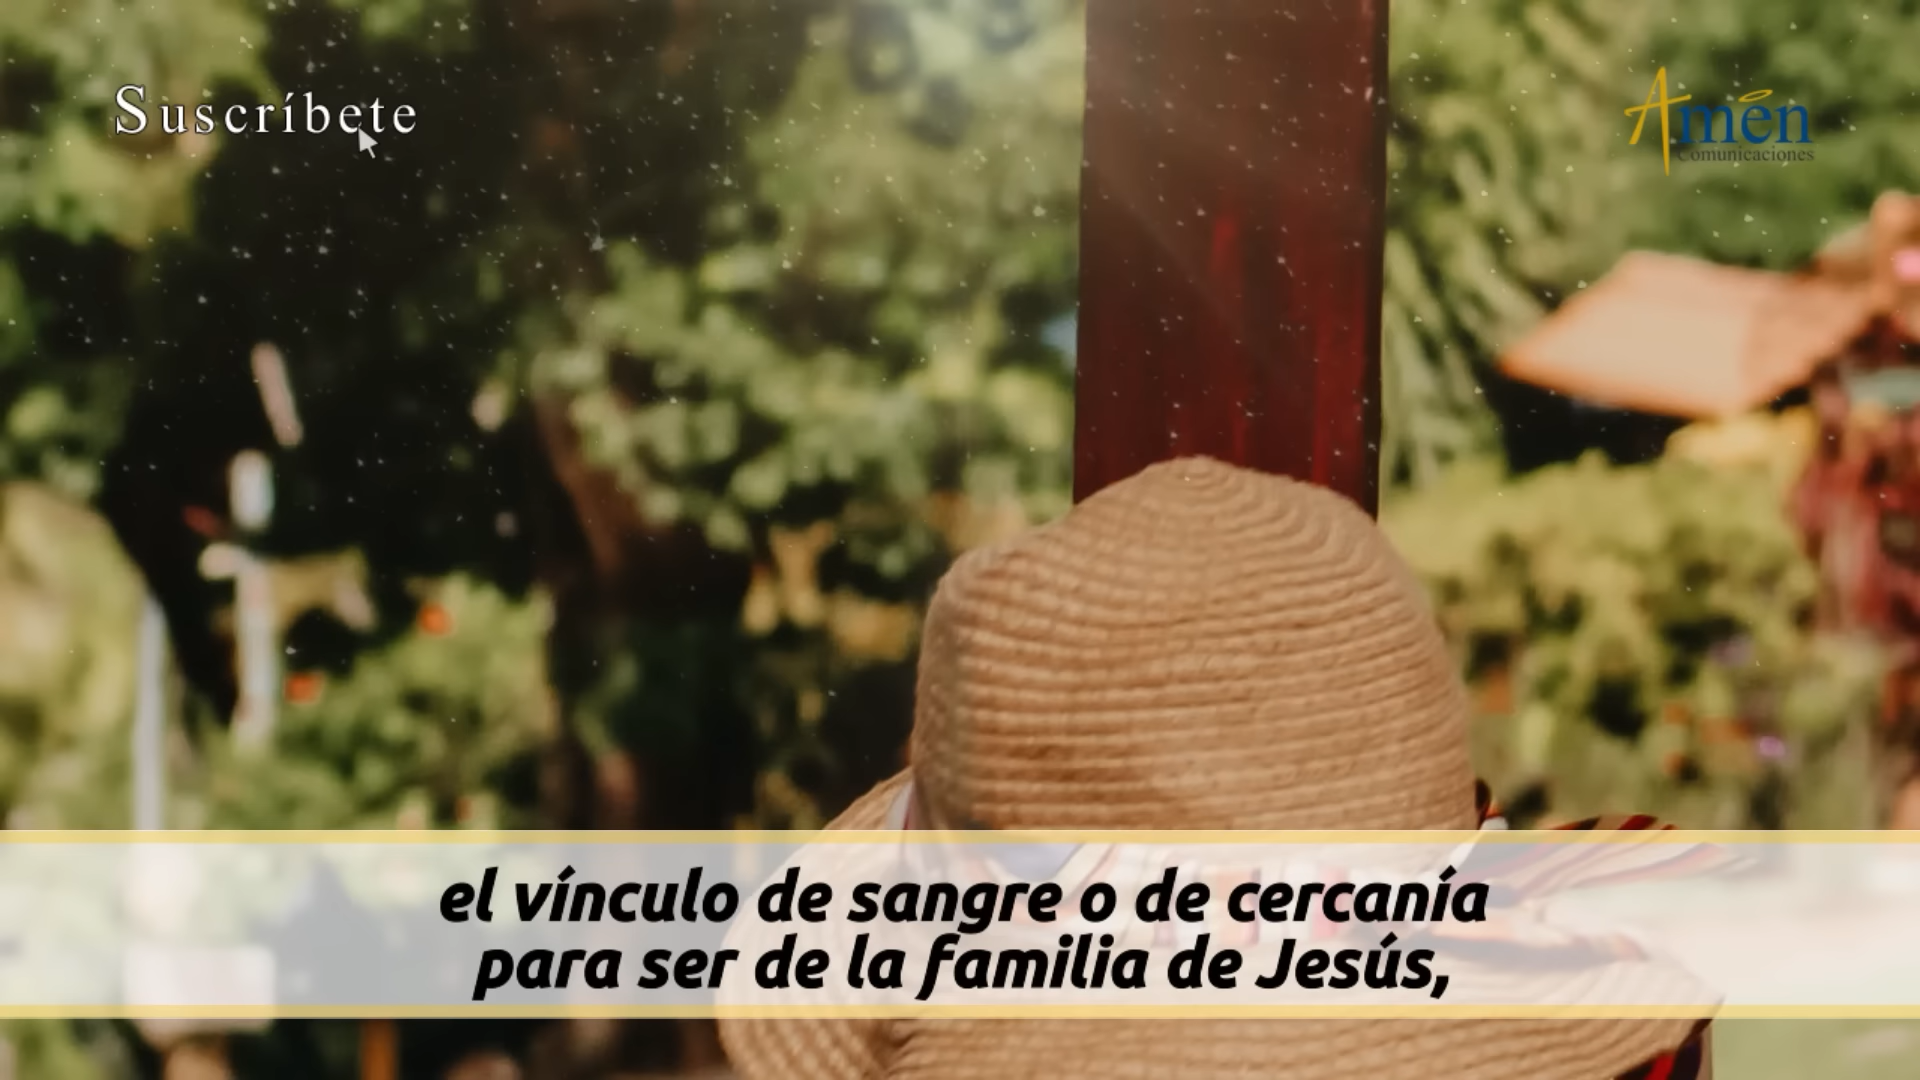 Suscríbete
Amén
Comunicaciones
el vínculo de sangre o de cercanía
para ser de la familia de Jesús,